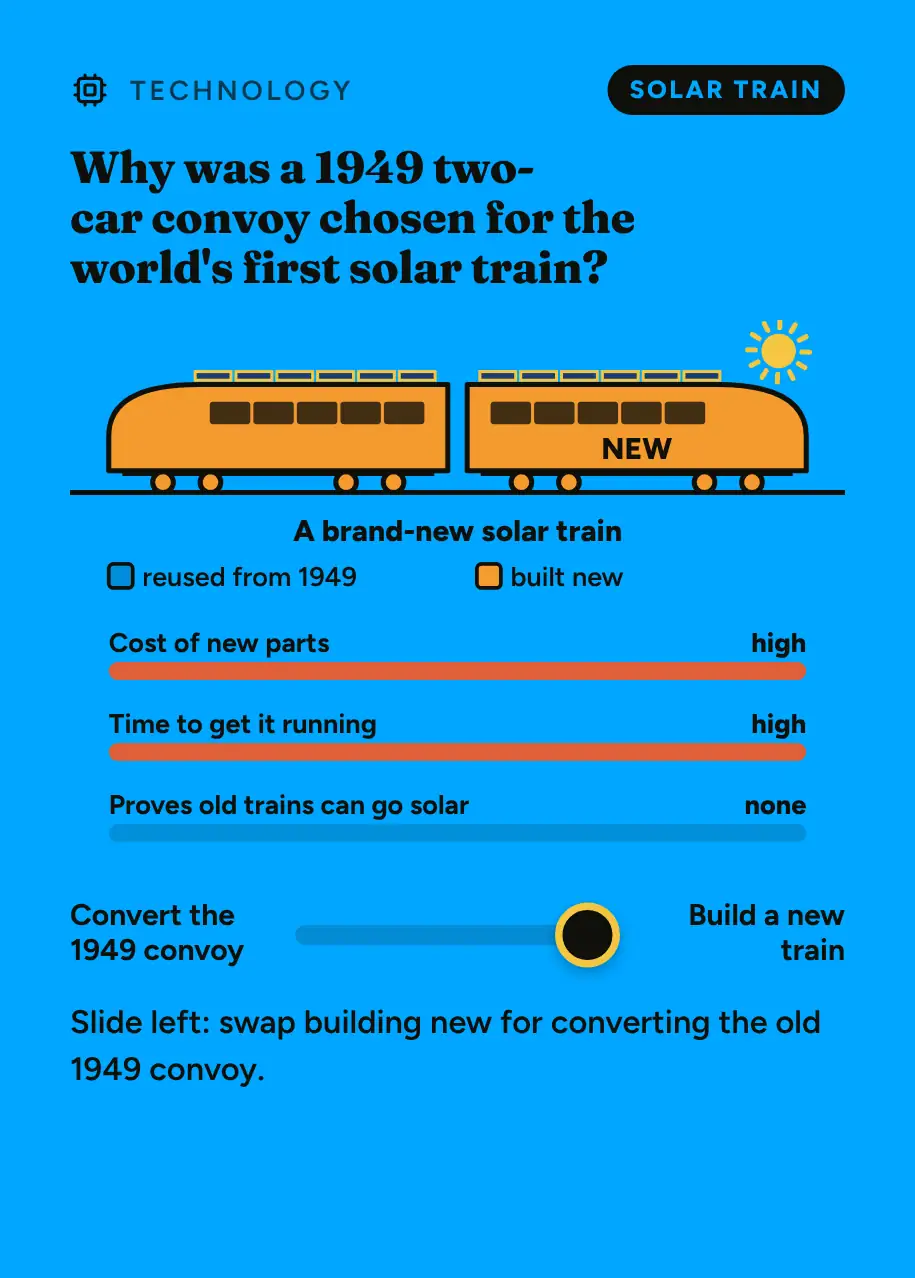 TECHNOLOGY
SOLAR TRAIN
Why was a 1949 two-
car convoy chosen for the
world's first solar train?
NEW
A brand-new solar train
reused from 1949
built new
Cost of new parts
high
Time to get it running
high
Proves old trains can go solar
none
Convert the
1949 convoy
Build a new
train
Slide left: swap building new for converting the old
1949 convoy.